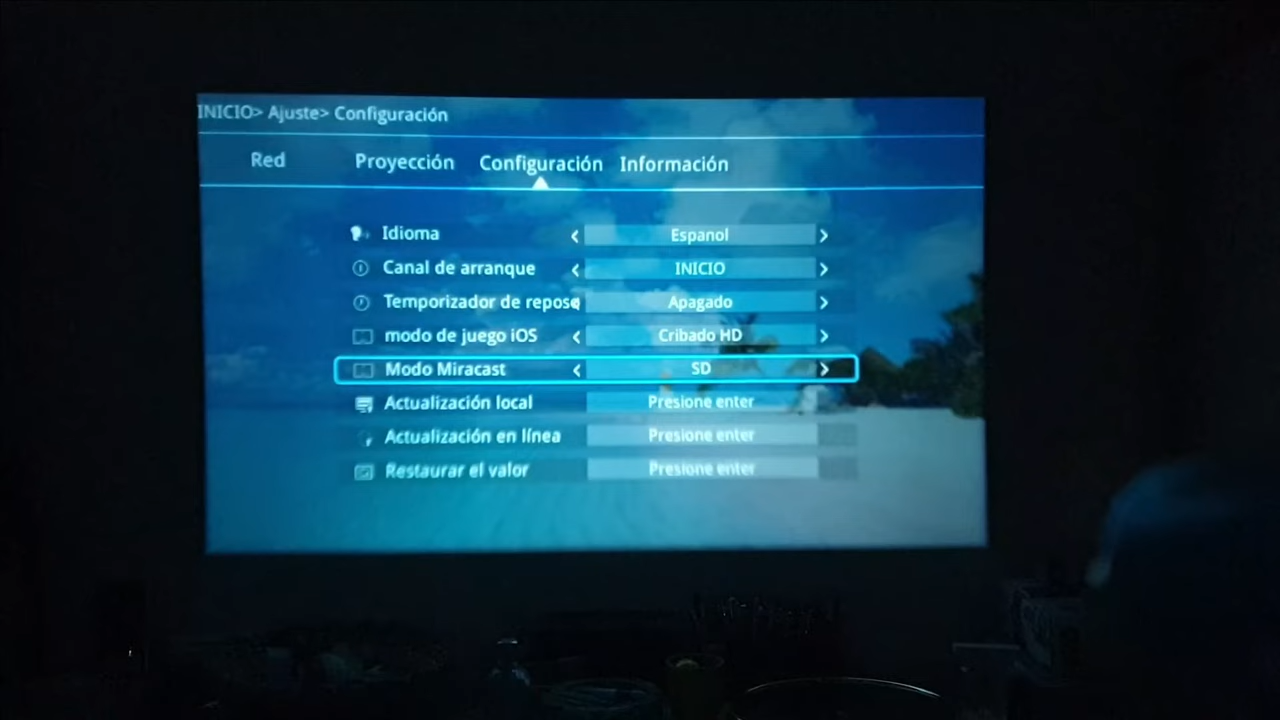 INICIO> Ajuste> Configuración
Red Proyección Configuración Información
Idioma < Espanol >
Canal de arranque < INICIO >
Temporizador de repose < Apagado >
modo de juego iOS < Cribado HD >
Modo Miracast < SD >
Actualización local Presione enter
Actualización en línea Presione enter
Restaurar el valor Presione enter